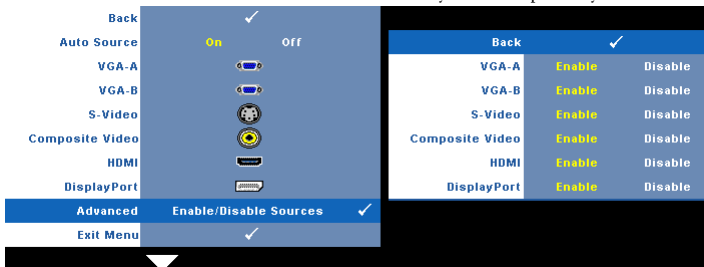 Back
Auto Source On Off
VGA-A
VGA-B
S-Video
Composite Video
HDMI
DisplayPort
Advanced Enable/Disable Sources
Exit Menu
Back
VGA-A Enable Disable
VGA-B Enable Disable
S-Video Enable Disable
Composite Video Enable Disable
HDMI Enable Disable
DisplayPort Enable Disable